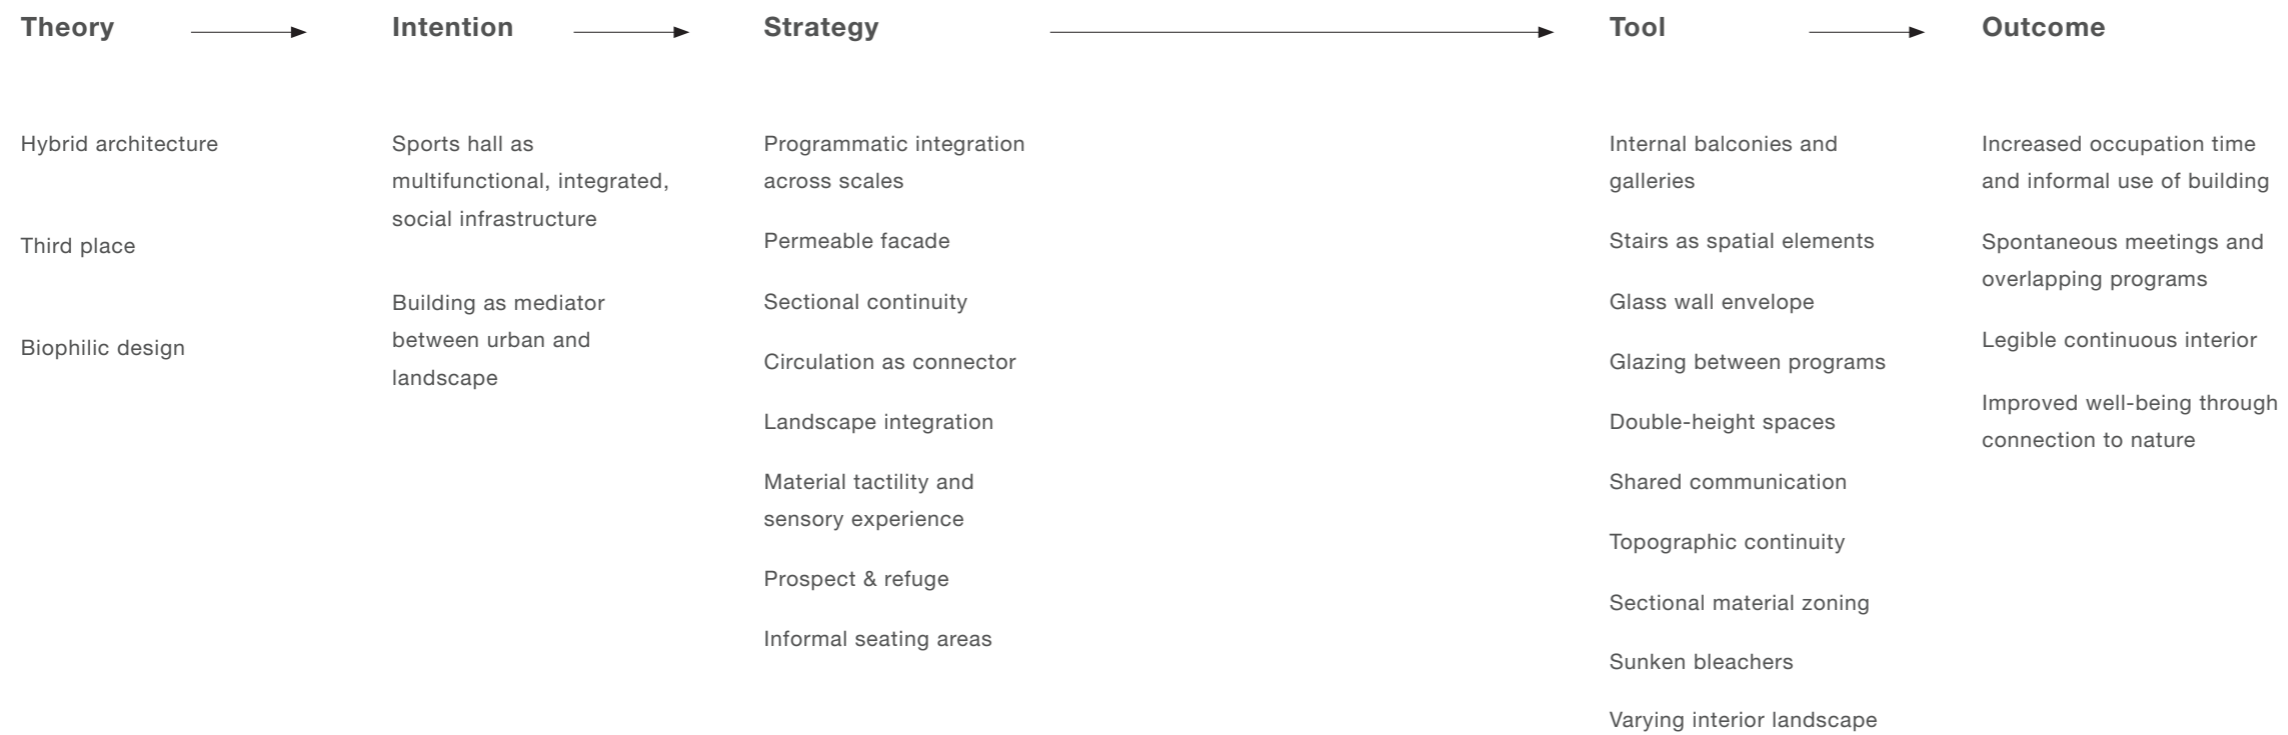 Theory
Intention
Strategy
Tool
Outcome
Hybrid architecture
Third place
Biophilic design
Sports hall as
multifunctional, integrated,
social infrastructure
Building as mediator
between urban and
landscape
Programmatic integration
across scales
Permeable facade
Sectional continuity
Circulation as connector
Landscape integration
Material tactility and
sensory experience
Prospect & refuge
Informal seating areas
Internal balconies and
galleries
Stairs as spatial elements
Glass wall envelope
Glazing between programs
Double-height spaces
Shared communication
Topographic continuity
Sectional material zoning
Sunken bleachers
Varying interior landscape
Increased occupation time
and informal use of building
Spontaneous meetings and
overlapping programs
Legible continuous interior
Improved well-being through
connection to nature